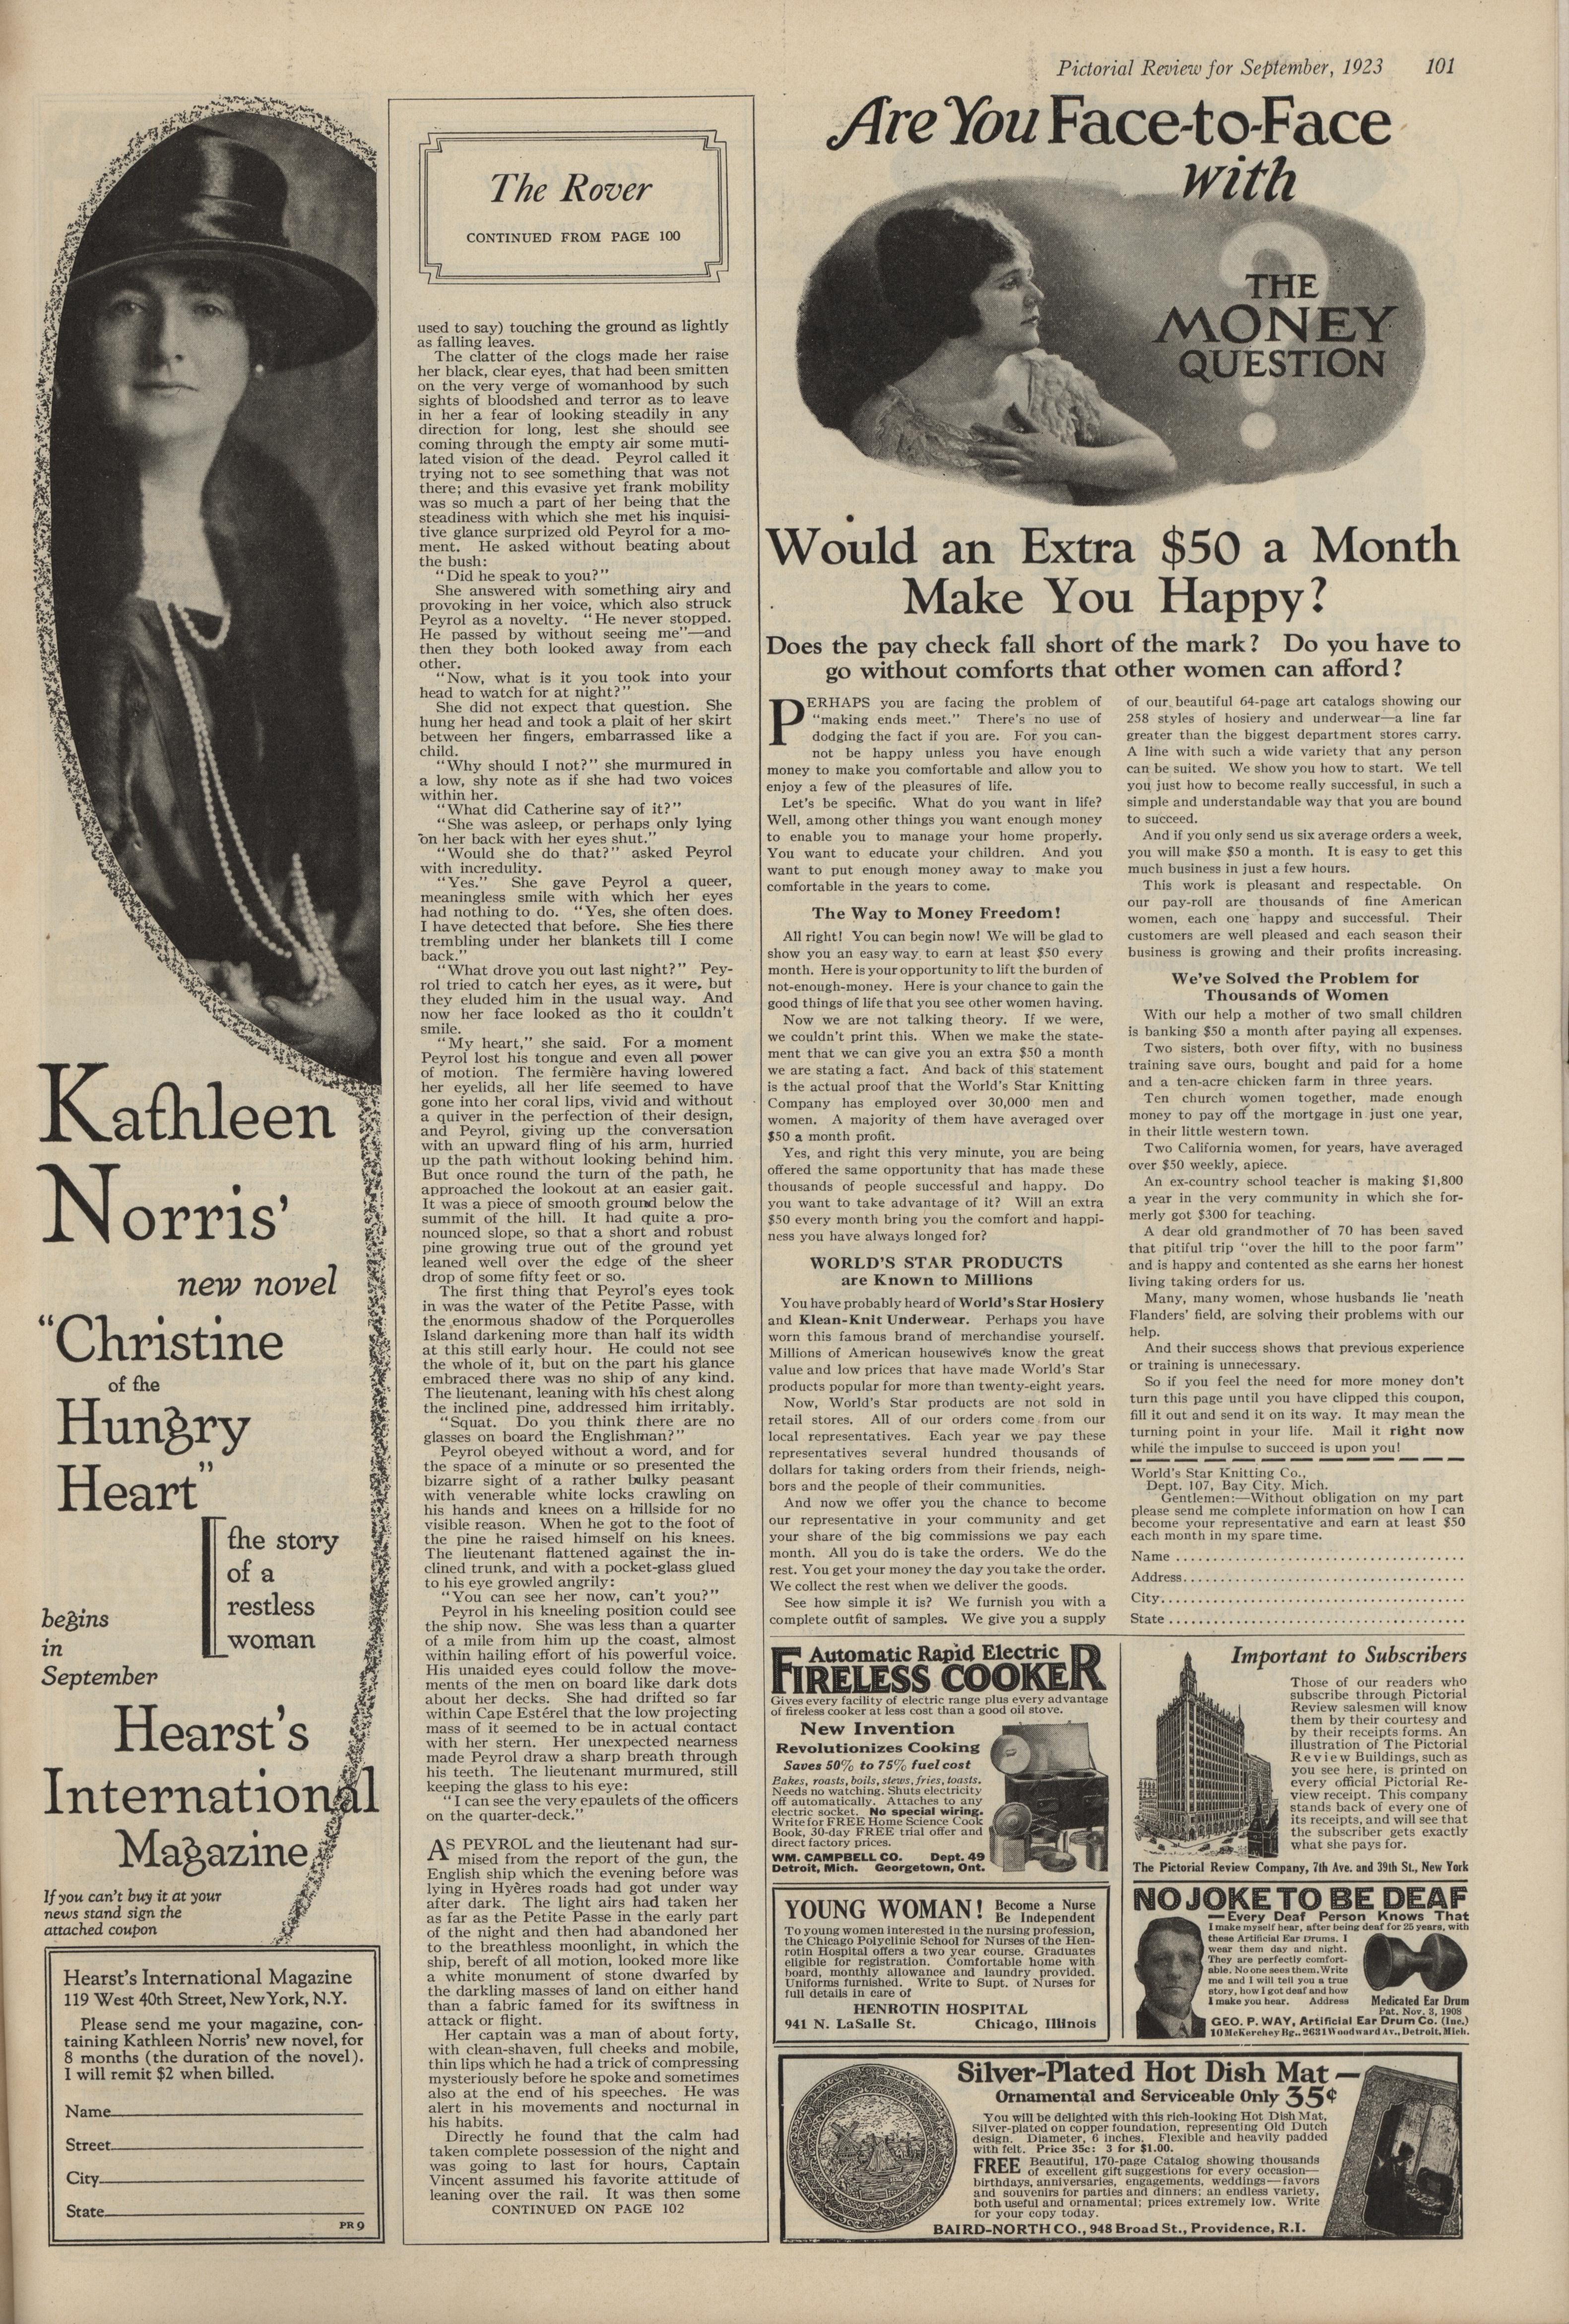 Pictorial Review for September, 1923 101
Kathleen
Norris'
new novel
"Christine
of the
Hungry
Heart"
the story
of a
restless
woman
begins
in
September
Hearst's
International
Magazine
If you can't buy it at your
news stand sign the
attached coupon
Hearst's International Magazine
119 West 40th Street, New York, N.Y.
Please send me your magazine, con-
taining Kathleen Norris' new novel, for
8 months (the duration of the novel).
I will remit $2 when billed.
Name
Street
City
State
PR 9
The Rover
CONTINUED FROM PAGE 100
used to say) touching the ground as lightly
as falling leaves.
The clatter of the clogs made her raise
her black, clear eyes, that had been smitten
on the very verge of womanhood by such
sights of bloodshed and terror as to leave
in her a fear of looking steadily in any
direction for long, lest she should see
coming through the empty air some muti-
lated vision of the dead. Peyrol called it
trying not to see something that was not
there; and this evasive yet frank mobility
was so much a part of her being that the
steadiness with which she met his inquisi-
tive glance surprized old Peyrol for a mo-
ment. He asked without beating about
the bush:
"Did he speak to you?"
She answered with something airy and
provoking in her voice, which also struck
Peyrol as a novelty. "He never stopped.
He passed by without seeing me"—and
then they both looked away from each
other.
"Now, what is it you took into your
head to watch for at night?"
She did not expect that question. She
hung her head and took a plait of her skirt
between her fingers, embarrassed like a
child.
"Why should I not?" she murmured in
a low, shy note as if she had two voices
within her.
"What did Catherine say of it?"
"She was asleep, or perhaps only lying
on her back with her eyes shut."
"Would she do that?" asked Peyrol
with incredulity.
"Yes." She gave Peyrol a queer,
meaningless smile with which her eyes
had nothing to do. "Yes, she often does.
I have detected that before. She lies there
trembling under her blankets till I come
back."
"What drove you out last night?" Pey-
rol tried to catch her eyes, as it were, but
they eluded him in the usual way. And
now her face looked as tho it couldn't
smile.
"My heart," she said. For a moment
Peyrol lost his tongue and even all power
of motion. The fermière having lowered
her eyelids, all her life seemed to have
gone into her coral lips, vivid and without
a quiver in the perfection of their design,
and Peyrol, giving up the conversation
with an upward fling of his arm, hurried
up the path without looking behind him.
But once round the turn of the path, he
approached the lookout at an easier gait.
It was a piece of smooth ground below the
summit of the hill. It had quite a pro-
nounced slope, so that a short and robust
pine growing true out of the ground yet
leaned well over the edge of the sheer
drop of some fifty feet or so.
The first thing that Peyrol's eyes took
in was the water of the Petite Passe, with
the enormous shadow of the Porquerolles
Island darkening more than half its width
at this still early hour. He could not see
the whole of it, but on the part his glance
embraced there was no ship of any kind.
The lieutenant, leaning with his chest along
the inclined pine, addressed him irritably.
"Squat. Do you think there are no
glasses on board the Englishman?"
Peyrol obeyed without a word, and for
the space of a minute or so presented the
bizarre sight of a rather bulky peasant
with venerable white locks crawling on
his hands and knees on a hillside for no
visible reason. When he got to the foot of
the pine he raised himself on his knees.
The lieutenant flattened against the in-
clined trunk, and with a pocket-glass glued
to his eye growled angrily:
"You can see her now, can't you?"
Peyrol in his kneeling position could see
the ship now. She was less than a quarter
of a mile from him up the coast, almost
within hailing effort of his powerful voice.
His unaided eyes could follow the move-
ments of the men on board like dark dots
about her decks. She had drifted so far
within Cape Estérel that the low projecting
mass of it seemed to be in actual contact
with her stern. Her unexpected nearness
made Peyrol draw a sharp breath through
his teeth. The lieutenant murmured, still
keeping the glass to his eye:
"I can see the very epaulets of the officers
on the quarter-deck."
AS PEYROL and the lieutenant had sur-
mised from the report of the gun, the
English ship which the evening before was
lying in Hyères roads had got under way
after dark. The light airs had taken her
as far as the Petite Passe in the early part
of the night and then had abandoned her
to the breathless moonlight, in which the
ship, bereft of all motion, looked more like
a white monument of stone dwarfed by
the darkling masses of land on either hand
than a fabric famed for its swiftness in
attack or flight.
Her captain was a man of about forty,
with clean-shaven, full cheeks and mobile,
thin lips which he had a trick of compressing
mysteriously before he spoke and sometimes
also at the end of his speeches. He was
alert in his movements and nocturnal in
his habits.
Directly he found that the calm had
taken complete possession of the night and
was going to last for hours, Captain
Vincent assumed his favorite attitude of
leaning over the rail. It was then some
CONTINUED ON PAGE 102
Are You Face-to-Face
with
THE
MONEY
QUESTION
?
Would an Extra $50 a Month
Make You Happy?
Does the pay check fall short of the mark? Do you have to
go without comforts that other women can afford?
PERHAPS you are facing the problem of
"making ends meet." There's no use of
dodging the fact if you are. For you can-
not be happy unless you have enough
money to make you comfortable and allow you to
enjoy a few of the pleasures of life.
Let's be specific. What do you want in life?
Well, among other things you want enough money
to enable you to manage your home properly.
You want to educate your children. And you
want to put enough money away to make you
comfortable in the years to come.
The Way to Money Freedom!
All right! You can begin now! We will be glad to
show you an easy way to earn at least $50 every
month. Here is your opportunity to lift the burden of
not-enough-money. Here is your chance to gain the
good things of life that you see other women having.
Now we are not talking theory. If we were,
we couldn't print this. When we make the state-
ment that we can give you an extra $50 a month
we are stating a fact. And back of this statement
is the actual proof that the World's Star Knitting
Company has employed over 30,000 men and
women. A majority of them have averaged over
$50 a month profit.
Yes, and right this very minute, you are being
offered the same opportunity that has made these
thousands of people successful and happy. Do
you want to take advantage of it? Will an extra
$50 every month bring you the comfort and happi-
ness you have always longed for?
WORLD'S STAR PRODUCTS
are Known to Millions
You have probably heard of World's Star Hosiery
and Klean-Knit Underwear. Perhaps you have
worn this famous brand of merchandise yourself.
Millions of American housewives know the great
value and low prices that have made World's Star
products popular for more than twenty-eight years.
Now, World's Star products are not sold in
retail stores. All of our orders come from our
local representatives. Each year we pay these
representatives several hundred thousands of
dollars for taking orders from their friends, neigh-
bors and the people of their communities.
And now we offer you the chance to become
our representative in your community and get
your share of the big commissions we pay each
month. All you do is take the orders. We do the
rest. You get your money the day you take the order.
We collect the rest when we deliver the goods.
See how simple it is? We furnish you with a
complete outfit of samples. We give you a supply
of our beautiful 64-page art catalogs showing our
258 styles of hosiery and underwear—a line far
greater than the biggest department stores carry.
A line with such a wide variety that any person
can be suited. We show you how to start. We tell
you just how to become really successful, in such a
simple and understandable way that you are bound
to succeed.
And if you only send us six average orders a week,
you will make $50 a month. It is easy to get this
much business in just a few hours.
This work is pleasant and respectable. On
our pay-roll are thousands of fine American
women, each one happy and successful. Their
customers are well pleased and each season their
business is growing and their profits increasing.
We've Solved the Problem for
Thousands of Women
With our help a mother of two small children
is banking $50 a month after paying all expenses.
Two sisters, both over fifty, with no business
training save ours, bought and paid for a home
and a ten-acre chicken farm in three years.
Ten church women together, made enough
money to pay off the mortgage in just one year,
in their little western town.
Two California women, for years, have averaged
over $50 weekly, apiece.
An ex-country school teacher is making $1,800
a year in the very community in which she for-
merly got $300 for teaching.
A dear old grandmother of 70 has been saved
that pitiful trip "over the hill to the poor farm"
and is happy and contented as she earns her honest
living taking orders for us.
Many, many women, whose husbands lie 'neath
Flanders' field, are solving their problems with our
help.
And their success shows that previous experience
or training is unnecessary.
So if you feel the need for more money don't
turn this page until you have clipped this coupon,
fill it out and send it on its way. It may mean the
turning point in your life. Mail it right now
while the impulse to succeed is upon you!
World's Star Knitting Co.,
Dept. 107, Bay City, Mich.
Gentlemen:—Without obligation on my part
please send me complete information on how I can
become your representative and earn at least $50
each month in my spare time.
Name
Address
City
State
Automatic Rapid Electric
FIRELESS COOKER
Gives every facility of electric range plus every advantage
of fireless cooker at less cost than a good oil stove.
New Invention
Revolutionizes Cooking
Saves 50% to 75% fuel cost
Bakes, roasts, boils, stews, fries, toasts.
Needs no watching. Shuts electricity
off automatically. Attaches to any
electric socket. No special wiring.
Write for FREE Home Science Cook
Book, 30-day FREE trial offer and
direct factory prices.
WM. CAMPBELL CO. Dept. 49
Detroit, Mich. Georgetown, Ont.
Important to Subscribers
Those of our readers who
subscribe through Pictorial
Review salesmen will know
them by their courtesy and
by their receipts forms. An
illustration of The Pictorial
Review Buildings, such as
you see here, is printed on
every official Pictorial Re-
view receipt. This company
stands back of every one of
its receipts, and will see that
the subscriber gets exactly
what she pays for.
The Pictorial Review Company, 7th Ave. and 39th St., New York
YOUNG WOMAN! Become a Nurse
Be Independent
To young women interested in the nursing profession,
the Chicago Polyclinic School for Nurses of the Hen-
rotin Hospital offers a two year course. Graduates
eligible for registration. Comfortable home with
board, monthly allowance and laundry provided.
Uniforms furnished. Write to Supt. of Nurses for
full details in care of
HENROTIN HOSPITAL
941 N. LaSalle St. Chicago, Illinois
NO JOKE TO BE DEAF
—Every Deaf Person Knows That
I make myself hear, after being deaf for 25 years, with
these Artificial Ear Drums. I
wear them day and night.
They are perfectly comfort-
able. No one sees them. Write
me and I will tell you a true
story, how I got deaf and how
I make you hear. Address
Medicated Ear Drum
Pat. Nov. 3, 1908
GEO. P. WAY, Artificial Ear Drum Co. (Inc.)
10 McKerchey Bg., 2631 Woodward Av., Detroit, Mich.
Silver-Plated Hot Dish Mat—
Ornamental and Serviceable Only 35¢
You will be delighted with this rich-looking Hot Dish Mat,
Silver-plated on copper foundation, representing Old Dutch
design. Diameter, 6 inches. Flexible and heavily padded
with felt. Price 35c: 3 for $1.00.
FREE Beautiful, 170-page Catalog showing thousands
of excellent gift suggestions for every occasion—
birthdays, anniversaries, engagements, weddings—favors
and souvenirs for parties and dinners; an endless variety,
both useful and ornamental; prices extremely low. Write
for your copy today.
BAIRD-NORTH CO., 948 Broad St., Providence, R.I.